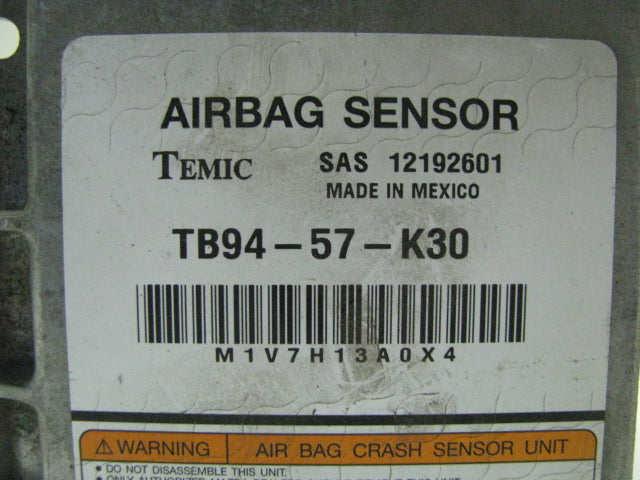 AIRBAG SENSOR
TEMIC SAS 12192601
MADE IN MEXICO
TB94-57-K30
M1V7H13A0X4
⚠ WARNING AIR BAG CRASH SENSOR UNIT
• DO NOT DISASSEMBLE THIS UNIT.